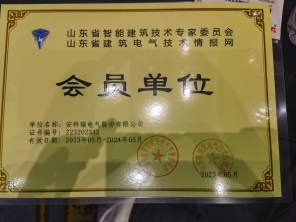 山东省智能建筑技术专家委员会
山东省建筑电气技术情报网
会员单位
单位名称：安科瑞电气股份有限公司
证书编号：Z23202332
有效日期：2023年05月-2024年05月
2023年05月